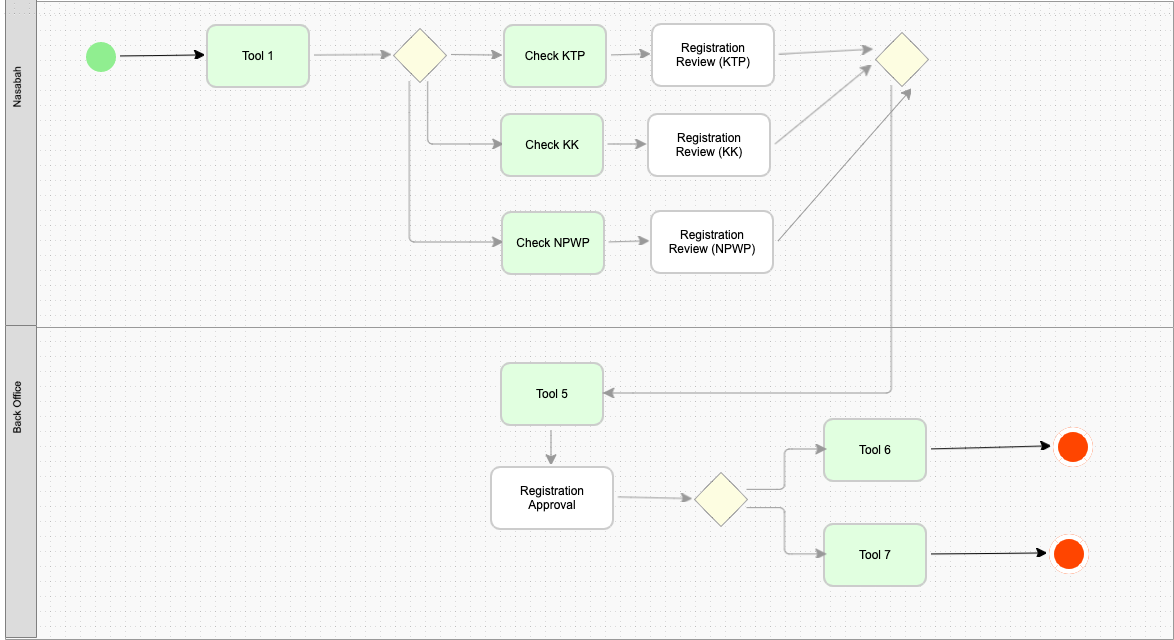 Nasabah
Tool 1
Check KTP
Registration
Review (KTP)
Check KK
Registration
Review (KK)
Check NPWP
Registration
Review (NPWP)
Back Office
Tool 5
Registration
Approval
Tool 6
Tool 7